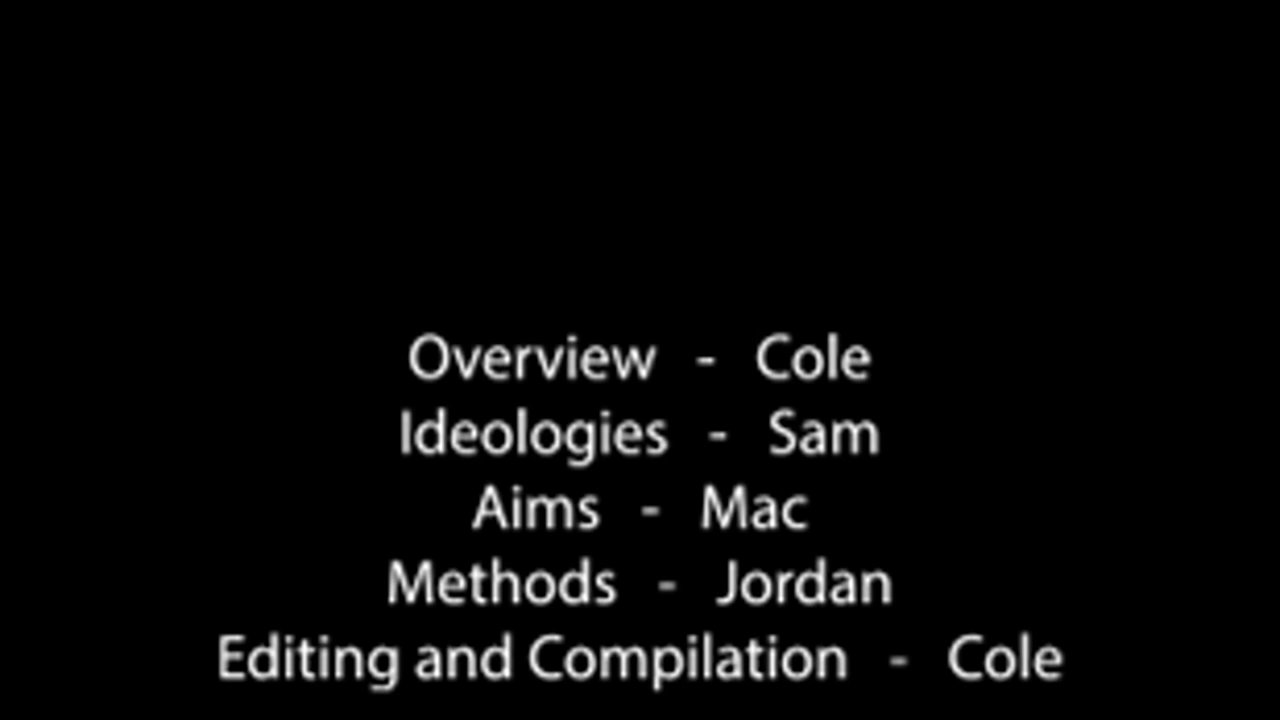 Overview - Cole
Ideologies - Sam
Aims - Mac
Methods - Jordan
Editing and Compilation - Cole